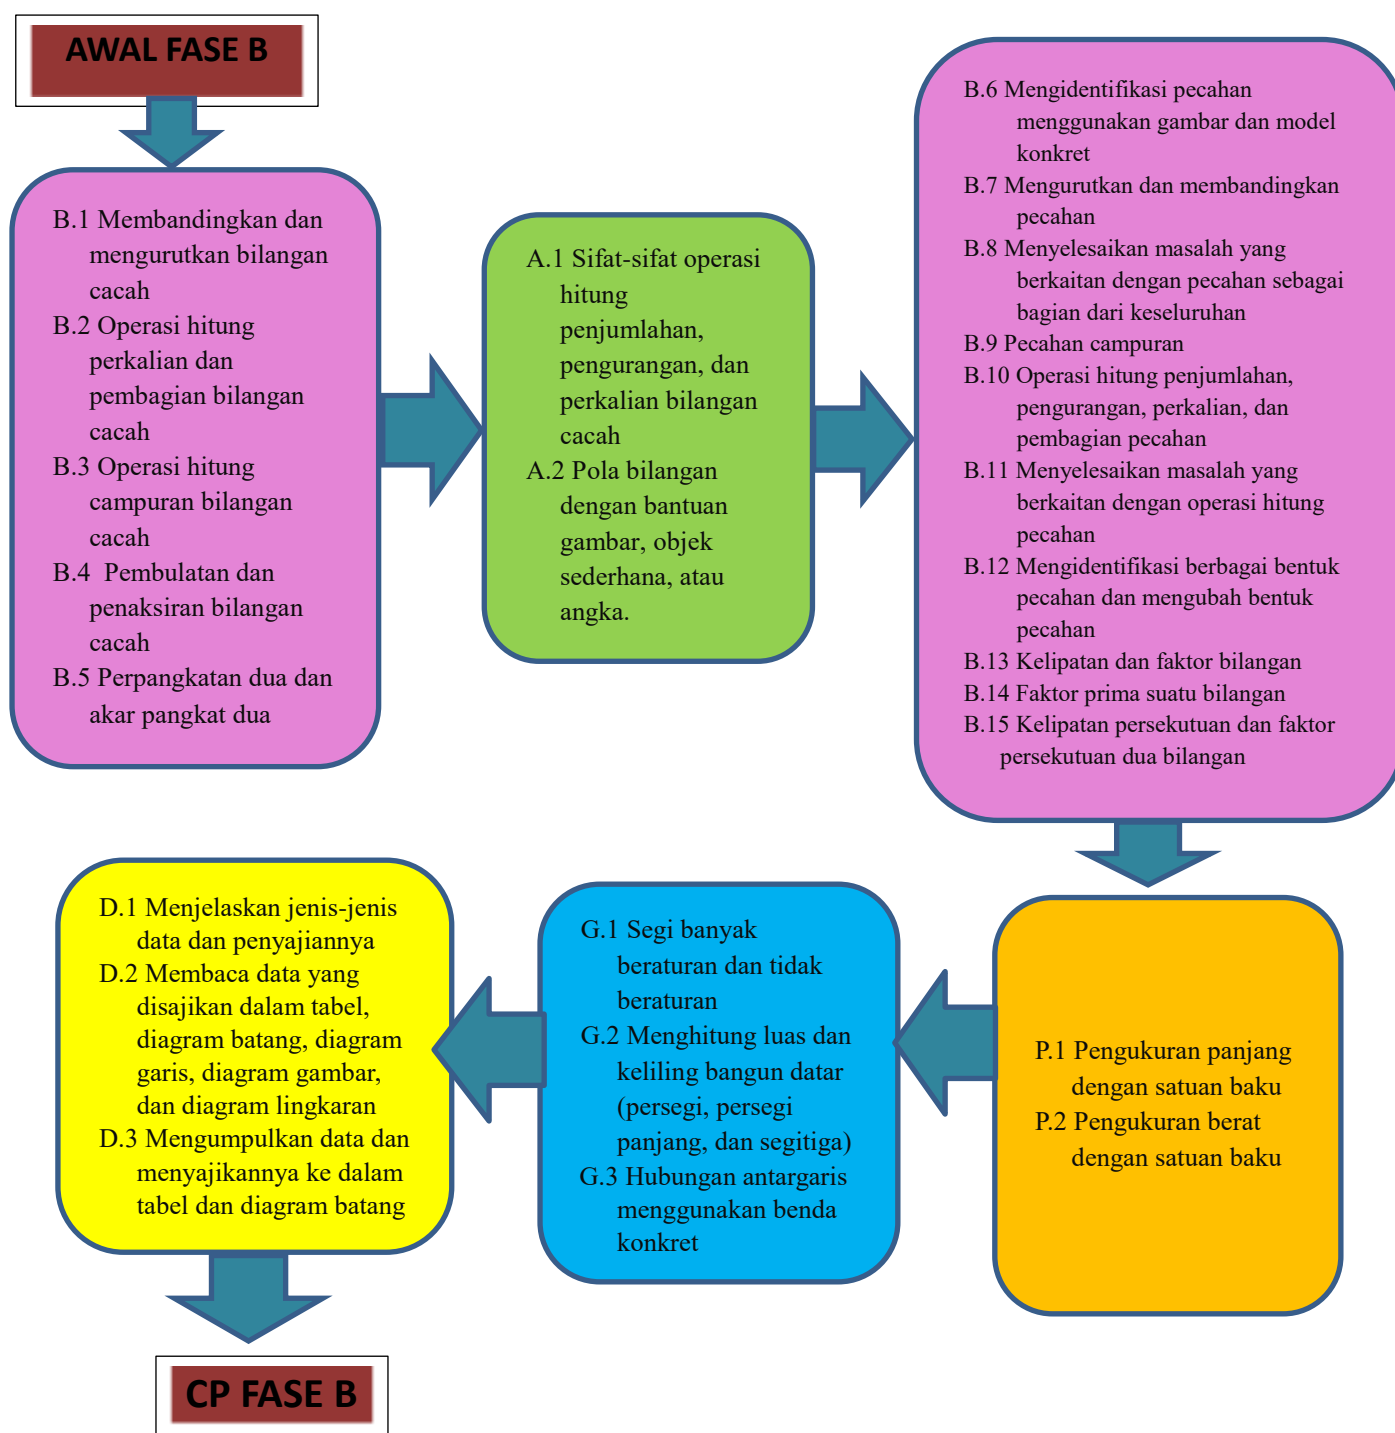 AWAL FASE B
B.1 Membandingkan dan
mengurutkan bilangan
cacah
B.2 Operasi hitung
perkalian dan
pembagian bilangan
cacah
B.3 Operasi hitung
campuran bilangan
cacah
B.4 Pembulatan dan
penaksiran bilangan
cacah
B.5 Perpangkatan dua dan
akar pangkat dua
A.1 Sifat-sifat operasi
hitung
penjumlahan,
pengurangan, dan
perkalian bilangan
cacah
A.2 Pola bilangan
dengan bantuan
gambar, objek
sederhana, atau
angka.
B.6 Mengidentifikasi pecahan
menggunakan gambar dan model
konkret
B.7 Mengurutkan dan membandingkan
pecahan
B.8 Menyelesaikan masalah yang
berkaitan dengan pecahan sebagai
bagian dari keseluruhan
B.9 Pecahan campuran
B.10 Operasi hitung penjumlahan,
pengurangan, perkalian, dan
pembagian pecahan
B.11 Menyelesaikan masalah yang
berkaitan dengan operasi hitung
pecahan
B.12 Mengidentifikasi berbagai bentuk
pecahan dan mengubah bentuk
pecahan
B.13 Kelipatan dan faktor bilangan
B.14 Faktor prima suatu bilangan
B.15 Kelipatan persekutuan dan faktor
persekutuan dua bilangan
P.1 Pengukuran panjang
dengan satuan baku
P.2 Pengukuran berat
dengan satuan baku
G.1 Segi banyak
beraturan dan tidak
beraturan
G.2 Menghitung luas dan
keliling bangun datar
(persegi, persegi
panjang, dan segitiga)
G.3 Hubungan antargaris
menggunakan benda
konkret
D.1 Menjelaskan jenis-jenis
data dan penyajiannya
D.2 Membaca data yang
disajikan dalam tabel,
diagram batang, diagram
garis, diagram gambar,
dan diagram lingkaran
D.3 Mengumpulkan data dan
menyajikannya ke dalam
tabel dan diagram batang
CP FASE B